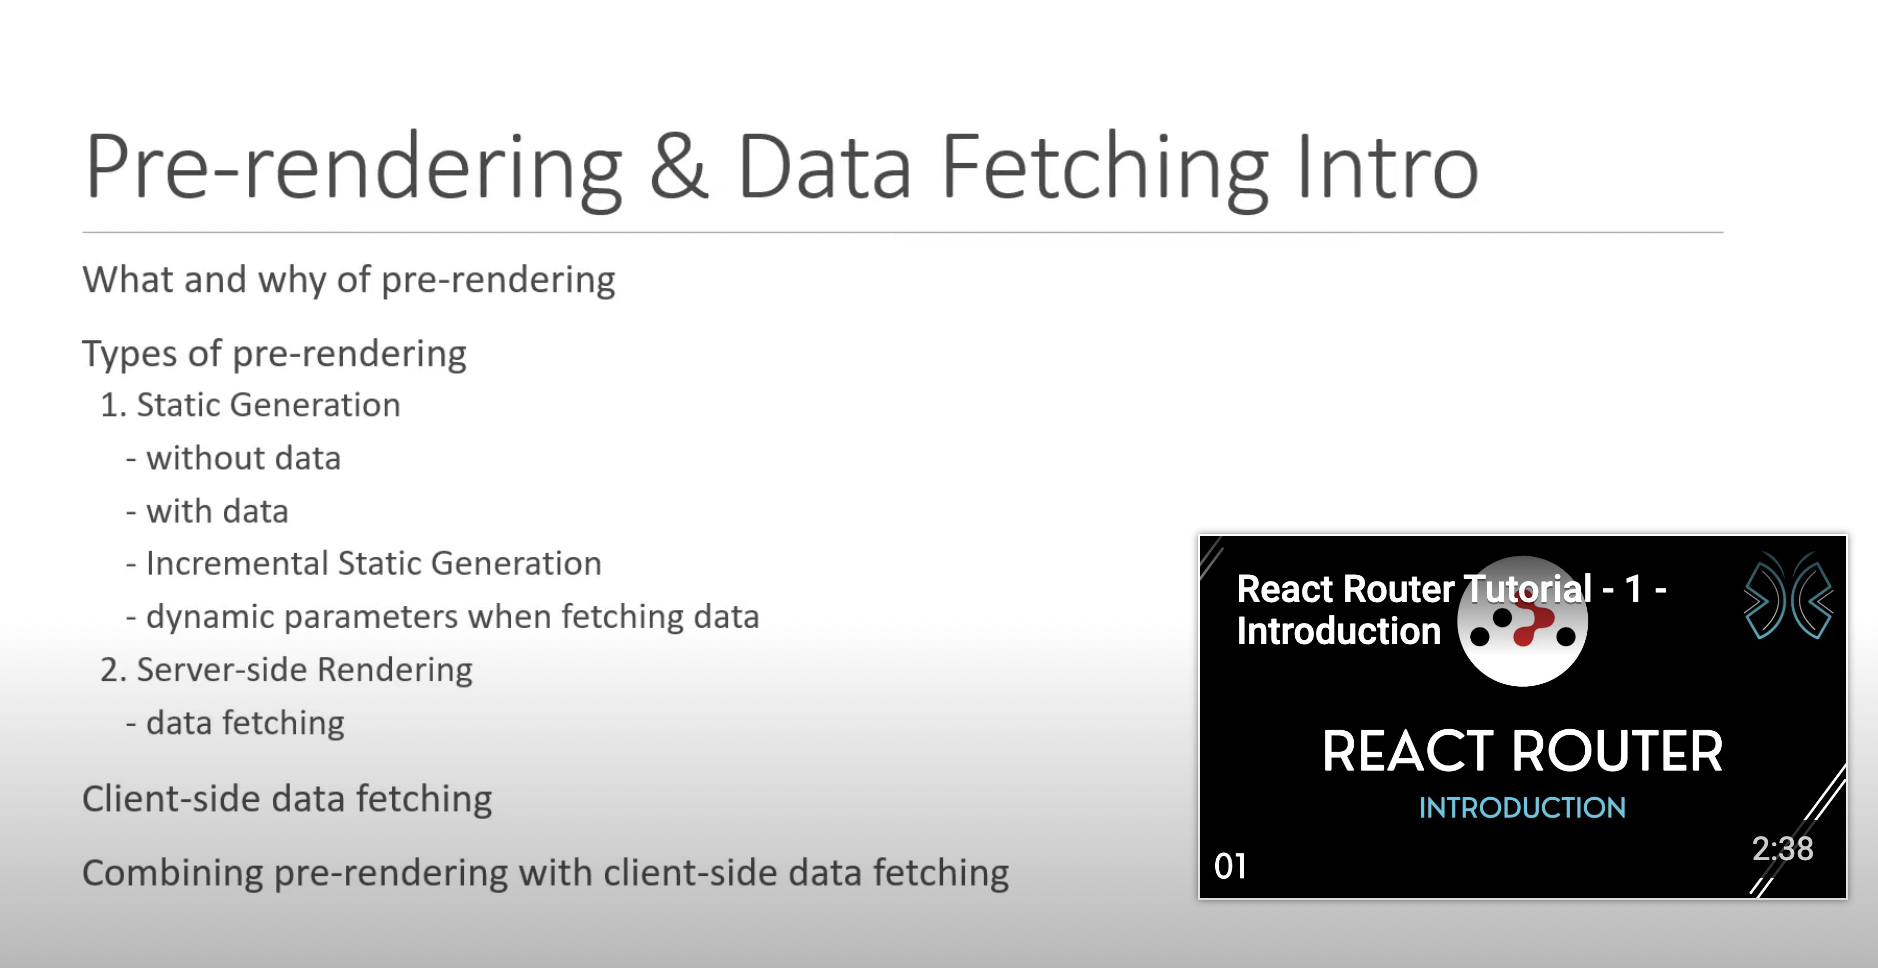 Pre-rendering & Data Fetching Intro
What and why of pre-rendering
Types of pre-rendering
1. Static Generation
- without data
- with data
- Incremental Static Generation
- dynamic parameters when fetching data
2. Server-side Rendering
- data fetching
Client-side data fetching
Combining pre-rendering with client-side data fetching
React Router Tutorial - 1 -
Introduction
REACT ROUTER
INTRODUCTION
01
2:38